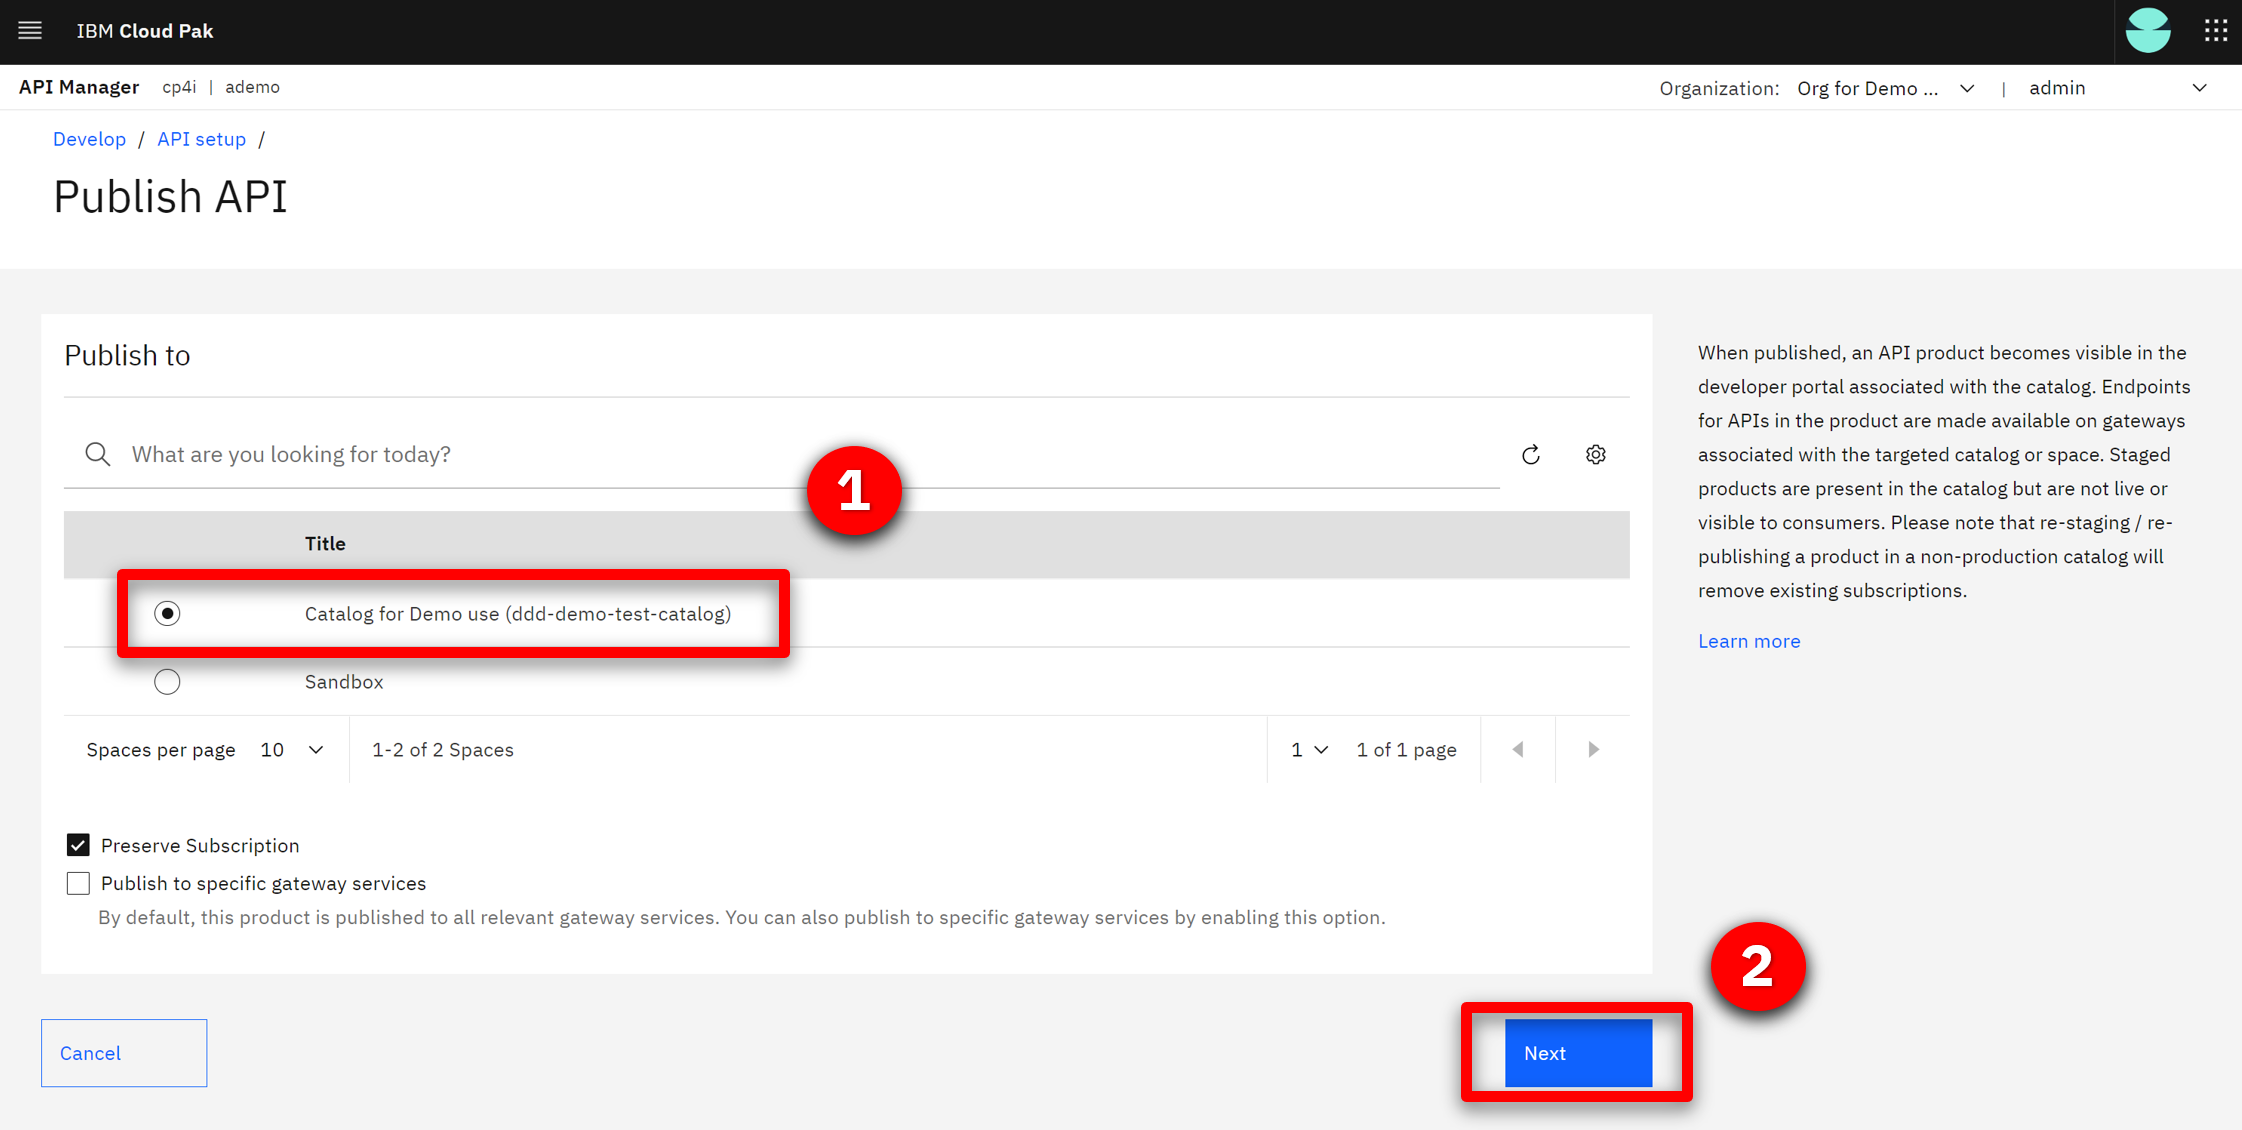 IBM Cloud Pak
API Manager cp4i | ademo Organization: Org for Demo ... | admin
Develop / API setup /
Publish API
Publish to
What are you looking for today?
1
Title
Catalog for Demo use (ddd-demo-test-catalog)
Sandbox
Spaces per page 10 1-2 of 2 Spaces 1 1 of 1 page
Preserve Subscription
Publish to specific gateway services
By default, this product is published to all relevant gateway services. You can also publish to specific gateway services by enabling this option.
When published, an API product becomes visible in the
developer portal associated with the catalog. Endpoints
for APIs in the product are made available on gateways
associated with the targeted catalog or space. Staged
products are present in the catalog but are not live or
visible to consumers. Please note that re-staging / re-
publishing a product in a non-production catalog will
remove existing subscriptions.
Learn more
2
Cancel
Next